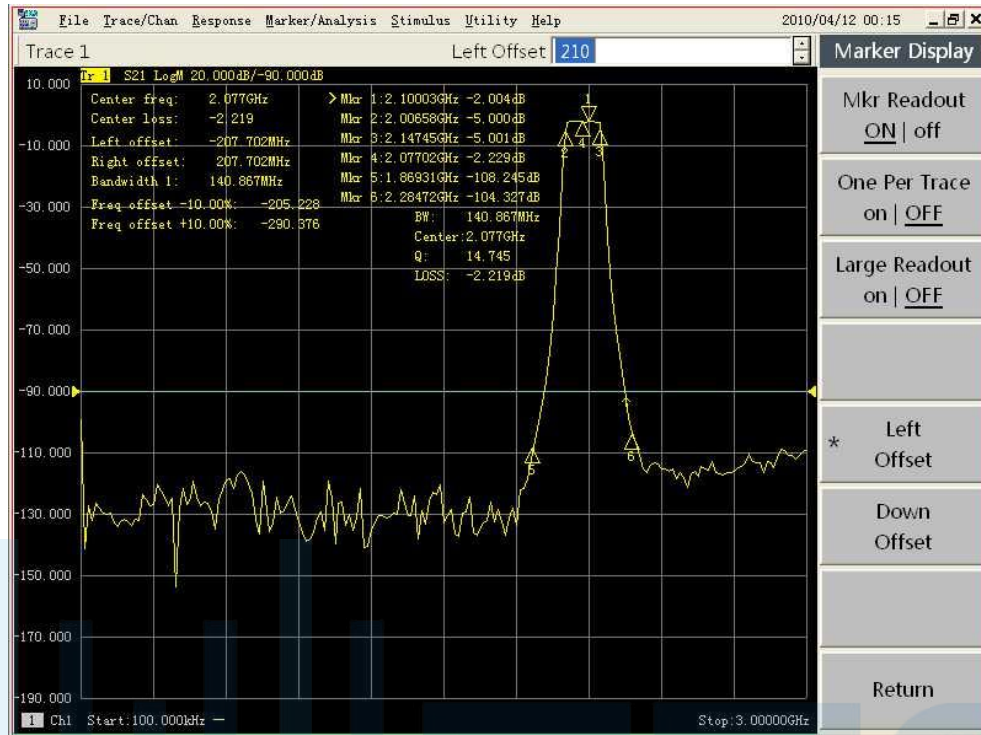 File Trace/Chan Response Marker/Analysis Stimulus Utility Help 2010/04/12 00:15
Trace 1 Left Offset 210 Marker Display
Tr 1 S21 LogM 20.000dB/-90.000dB
Center freq: 2.077GHz
Center loss: -2.219
Left offset: -207.702MHz
Right offset: 207.702MHz
Bandwidth 1: 140.867MHz
Freq offset -10.00%: -205.228
Freq offset +10.00%: -290.376
>Mkr 1:2.10003GHz -2.004dB
Mkr 2:2.00658GHz -5.000dB
Mkr 3:2.14745GHz -5.001dB
Mkr 4:2.07702GHz -2.229dB
Mkr 5:1.86931GHz -108.245dB
Mkr 6:2.28472GHz -104.327dB
BW: 140.867MHz
Center:2.077GHz
Q: 14.745
LOSS: -2.219dB
1
2 4 3
5 6
10.000
-10.000
-30.000
-50.000
-70.000
-90.000
-110.000
-130.000
-150.000
-170.000
-190.000
1 Ch1 Start:100.000kHz — Stop:3.00000GHz
Mkr Readout
ON | off
One Per Trace
on | OFF
Large Readout
on | OFF
* Left
Offset
Down
Offset
Return